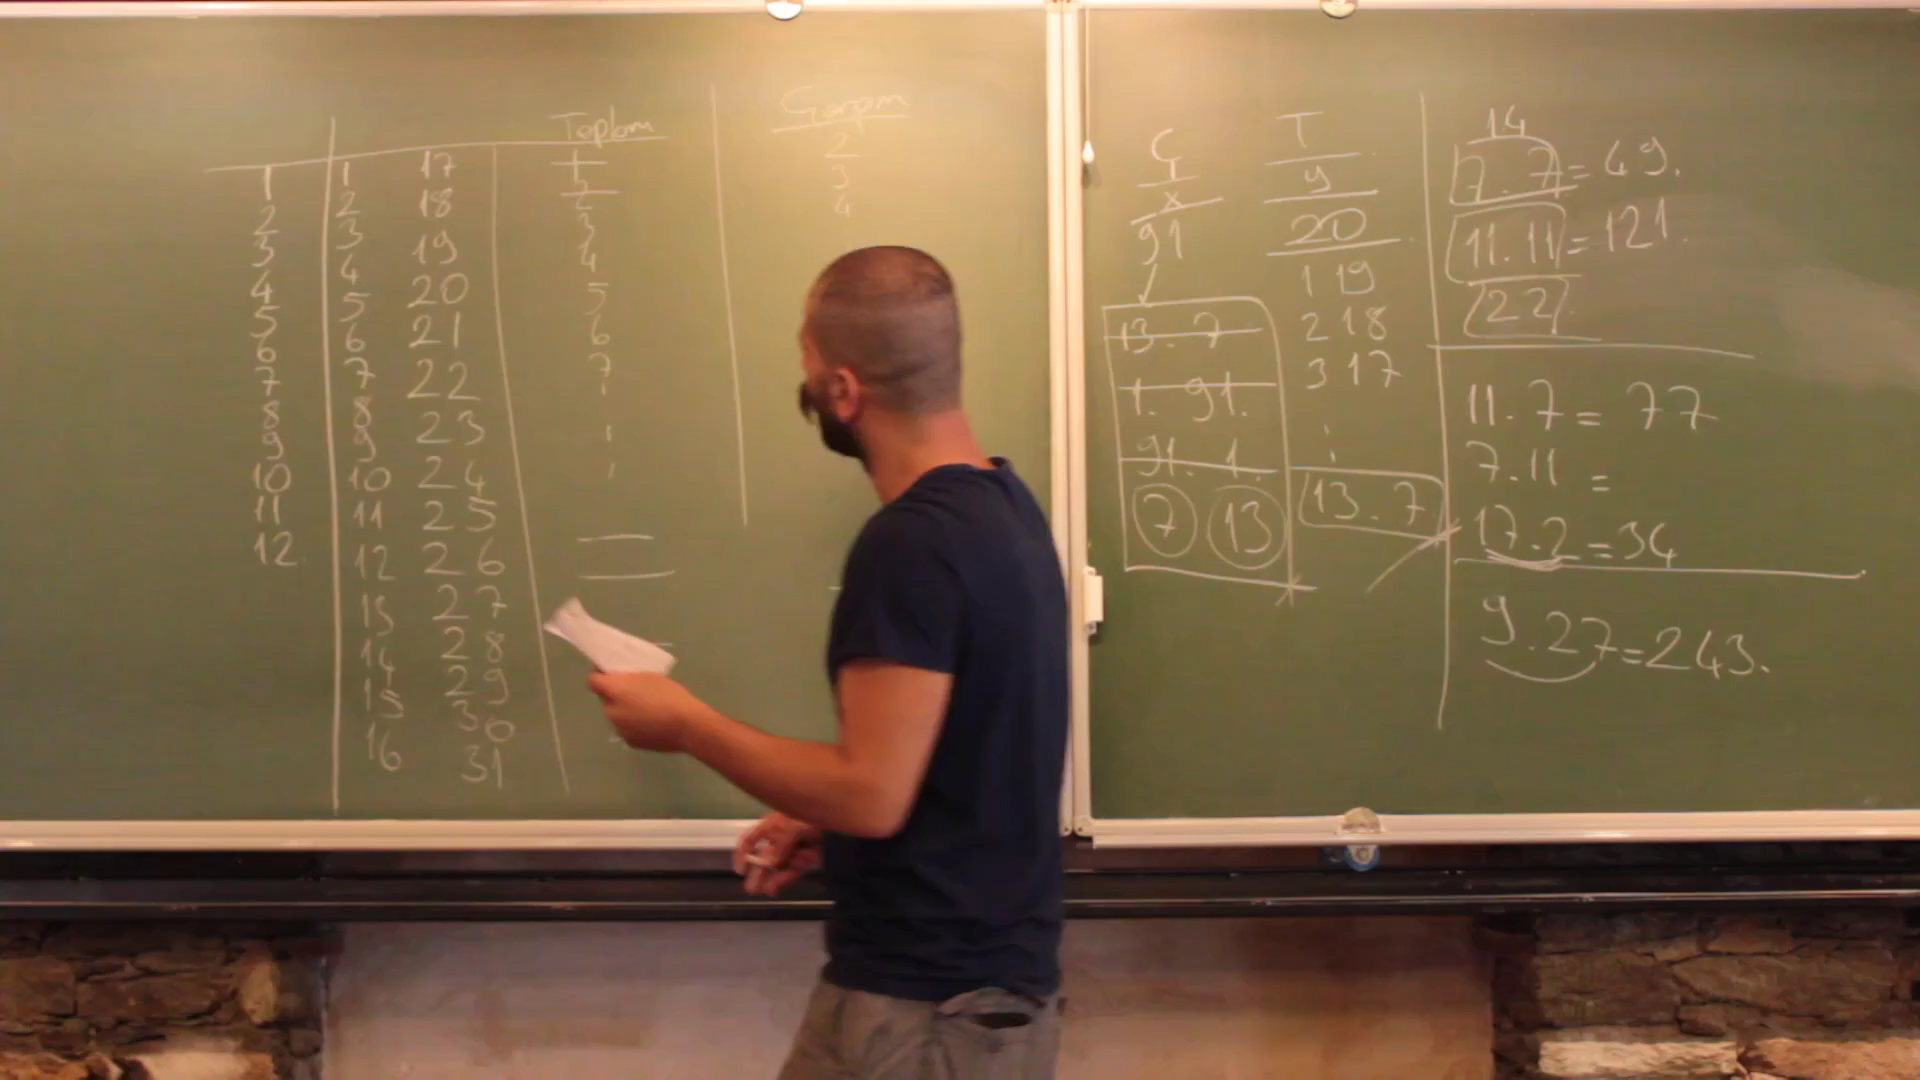 Toplam
Çarpım
1 1 17 1 2
2 2 18 2 3
3 3 19 3 4
4 4 20 4
5 5 21 5
6 6 22 6
7 7 23 7
8 8 24
9 9 25
10 10 26
11 11 27
12 12 28
13 29
14 30
15 31
16
Ç T
x y
91 20
13.7 1 19
1.91. 2 18
91.1. 3 17
7 13 13.7
14
7.7=49.
11.11=121.
22
11.7=77
7.11=
17.2=34
9.27=243.